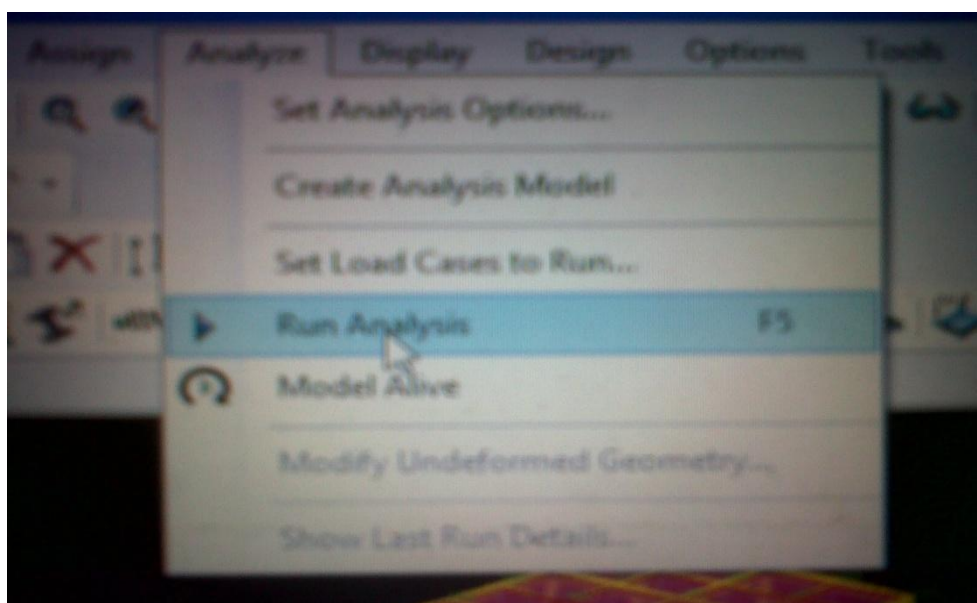 Assign Analyze Display Design Options Tools
Set Analysis Options...
Create Analysis Model
Set Load Cases to Run...
Run Analysis F5
Model Alive
Modify Undeformed Geometry...
Show Last Run Details...